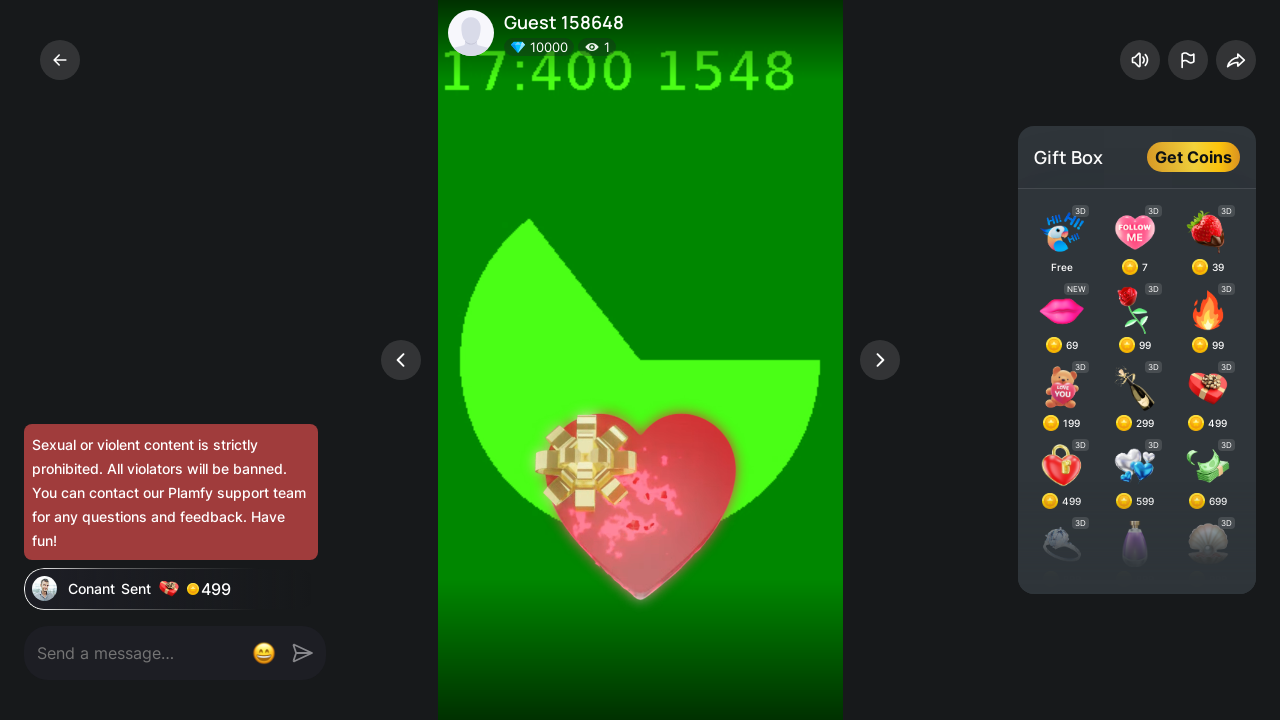 Guest 158648
10000
1
17:400 1548
Gift Box
Get Coins
Hi! Hi! Hi!
Hi!
3D
FOLLOW
ME
3D
3D
Free
7
39
NEW
3D
3D
69
99
99
LOVE
YOU
3D
3D
3D
199
299
499
3D
3D
3D
499
599
699
3D
3D
Sexual or violent content is strictly
prohibited. All violators will be banned.
You can contact our Plamfy support team
for any questions and feedback. Have
fun!
Conant Sent 499
Send a message...